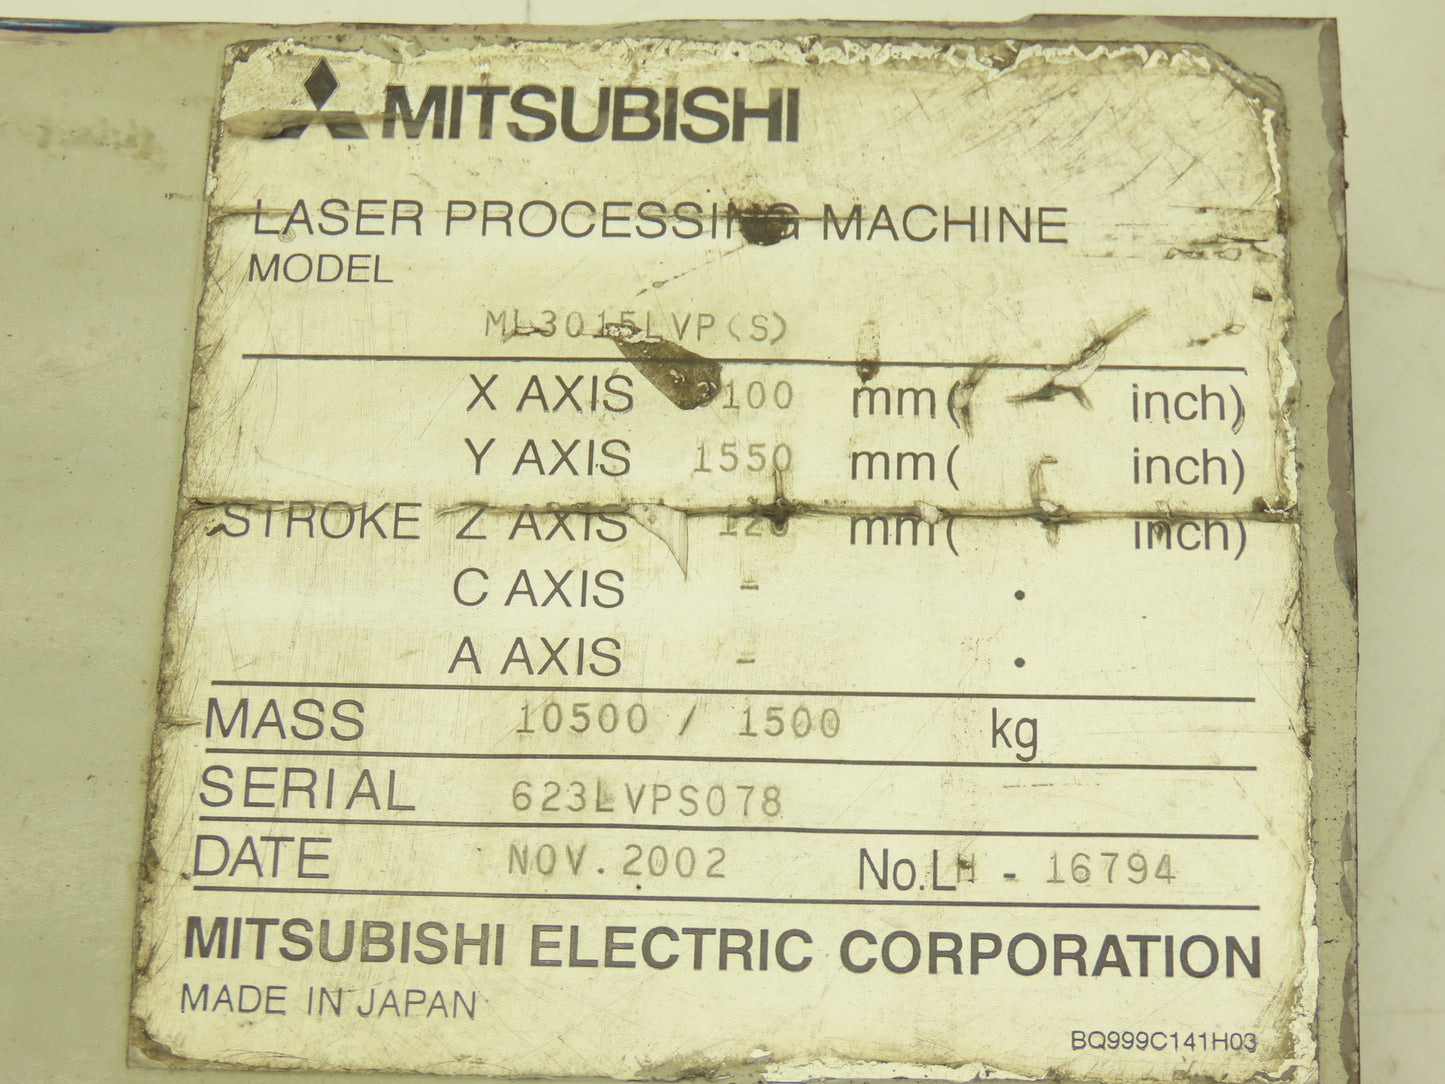 MITSUBISHI
LASER PROCESSING MACHINE
MODEL
ML3015LVP(S)
X AXIS 100 mm( inch)
Y AXIS 1550 mm( - inch)
STROKE Z AXIS mm( - inch)
C AXIS - .
A AXIS - .
MASS 10500 / 1500 kg
SERIAL 623LVPS078
DATE NOV.2002 No.LH - 16794
MITSUBISHI ELECTRIC CORPORATION
MADE IN JAPAN
BQ999C141H03